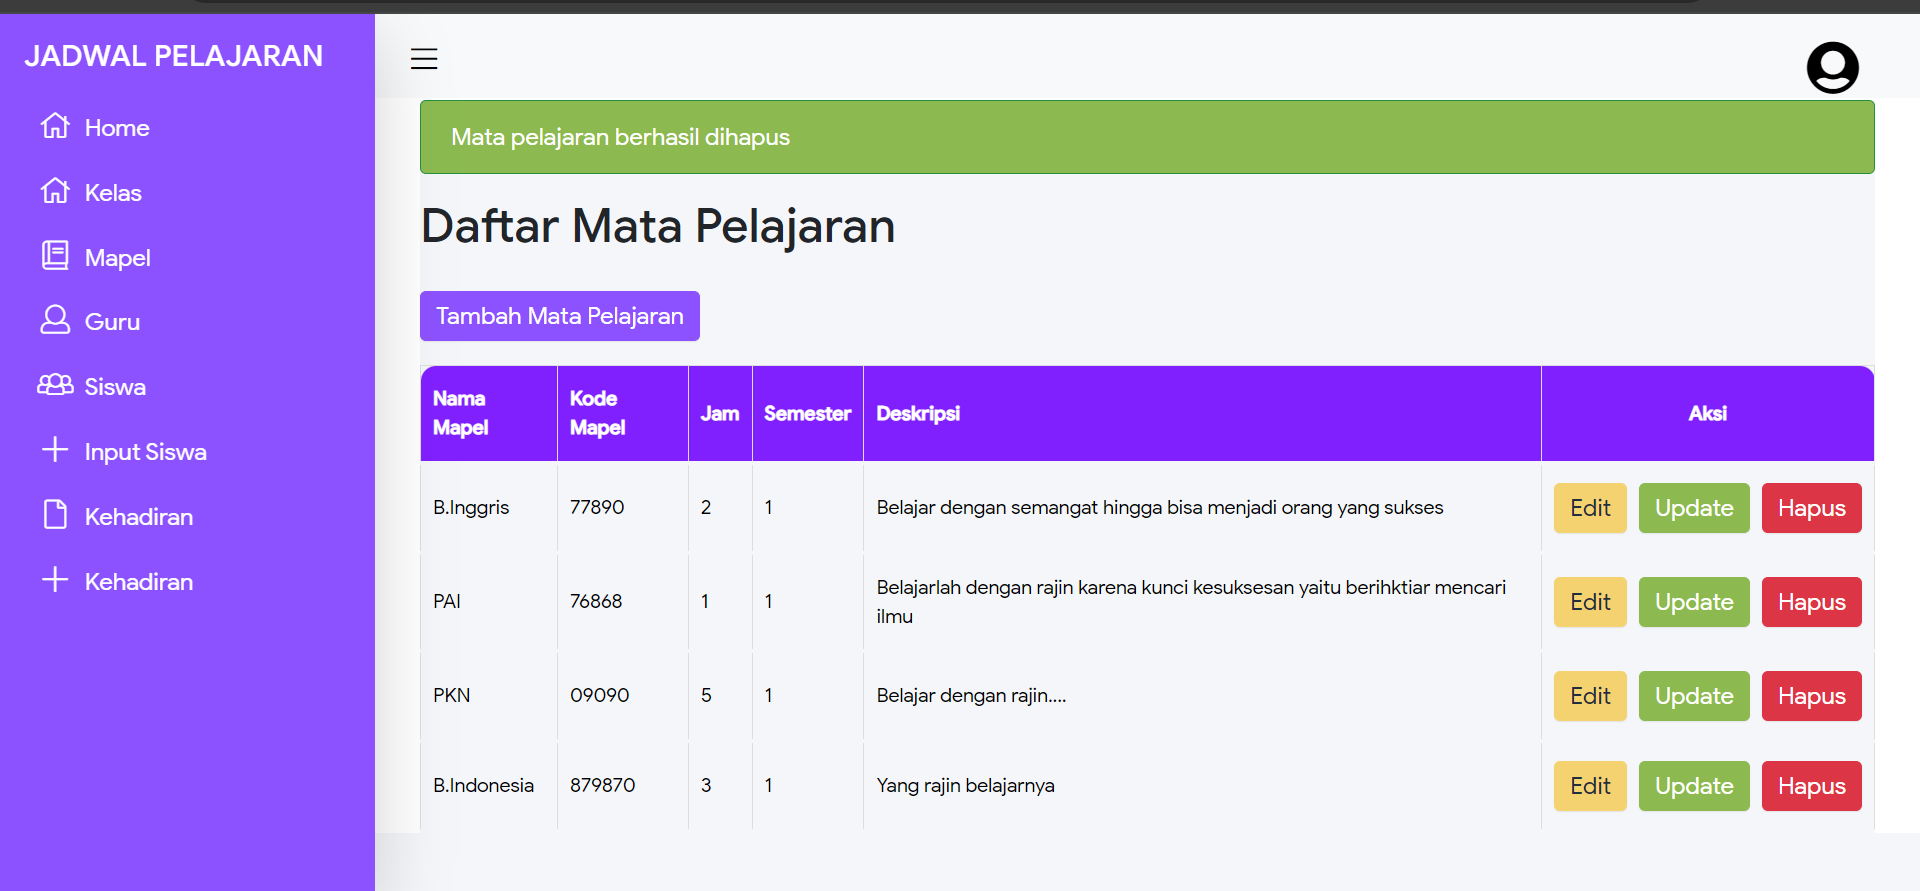 JADWAL PELAJARAN
Home
Kelas
Mapel
Guru
Siswa
Input Siswa
Kehadiran
Kehadiran
Mata pelajaran berhasil dihapus
Daftar Mata Pelajaran
Tambah Mata Pelajaran
Nama Mapel Kode Mapel Jam Semester Deskripsi Aksi
B.Inggris 77890 2 1 Belajar dengan semangat hingga bisa menjadi orang yang sukses Edit Update Hapus
PAI 76868 1 1 Belajarlah dengan rajin karena kunci kesuksesan yaitu berihktiar mencari
ilmu Edit Update Hapus
PKN 09090 5 1 Belajar dengan rajin.... Edit Update Hapus
B.Indonesia 879870 3 1 Yang rajin belajarnya Edit Update Hapus